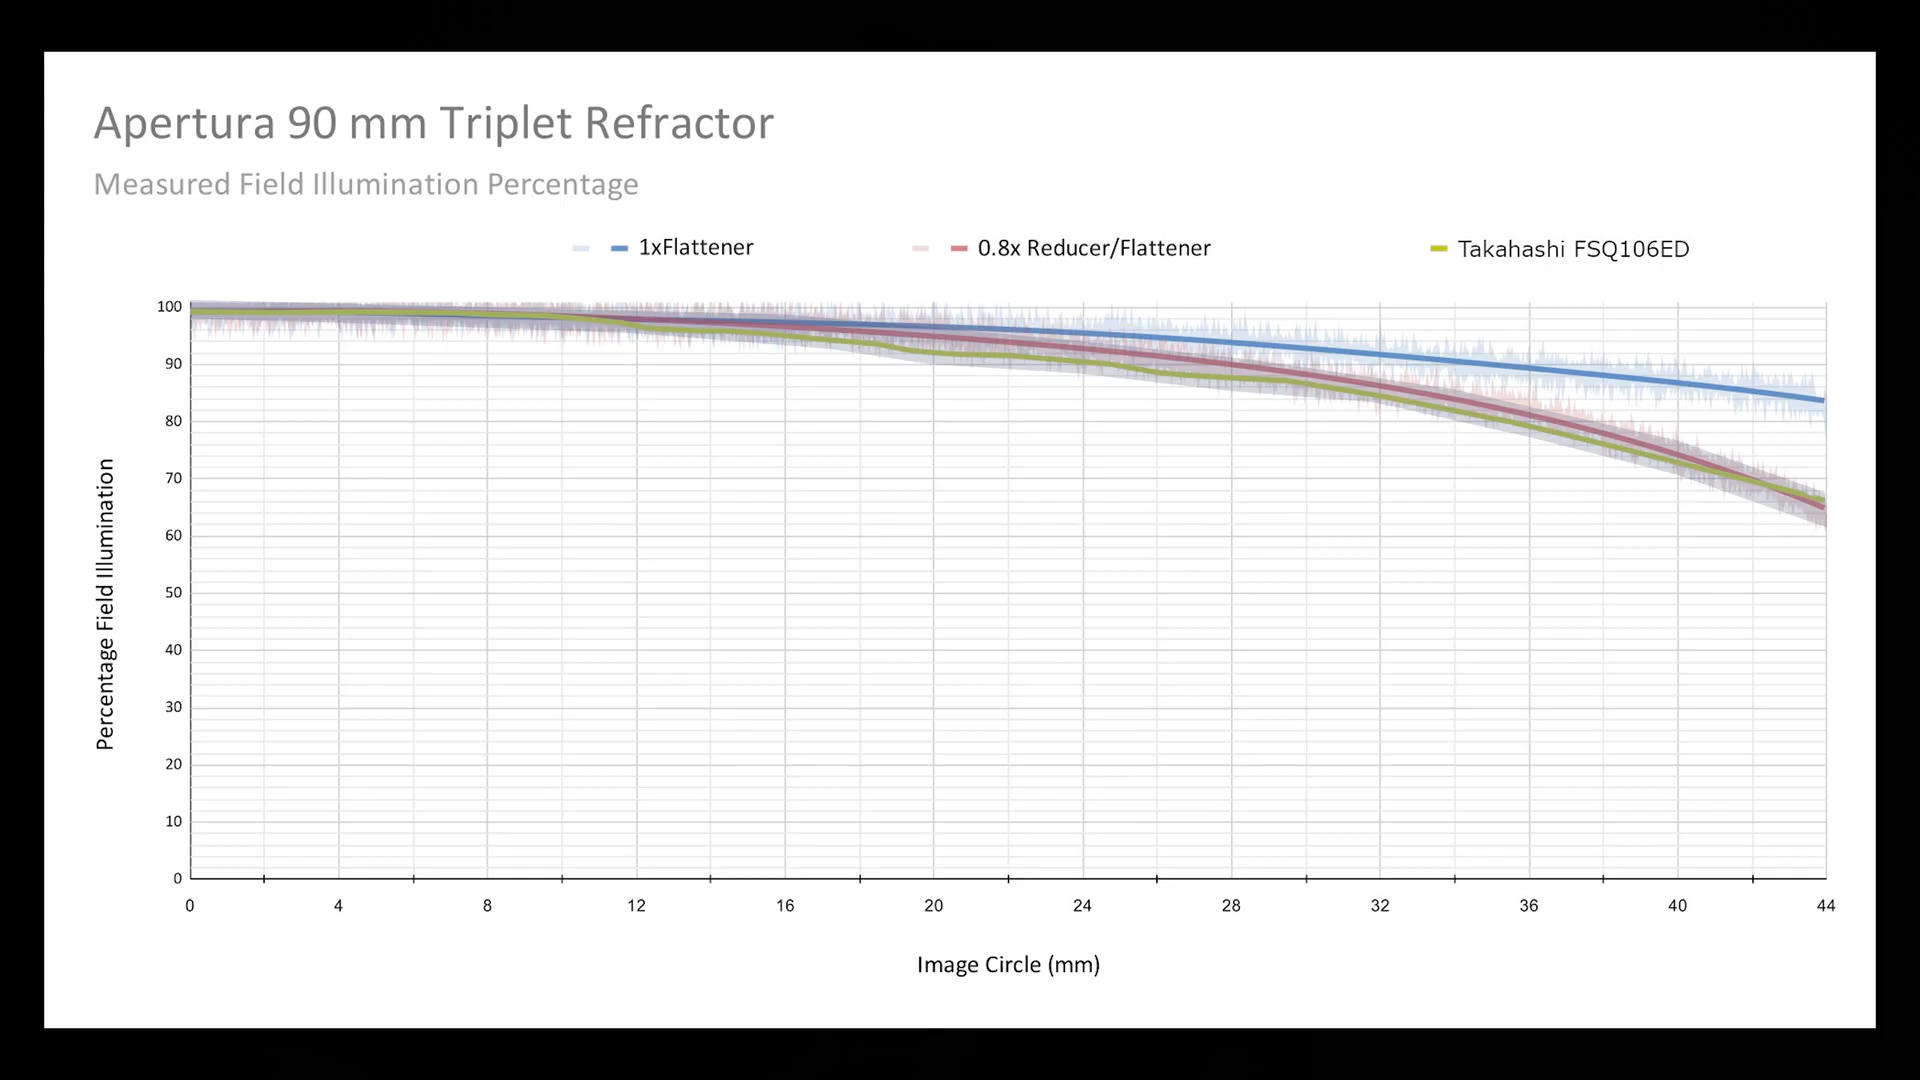 Apertura 90 mm Triplet Refractor
Measured Field Illumination Percentage
1xFlattener 0.8x Reducer/Flattener Takahashi FSQ106ED
100
90
80
70
60
50
40
30
20
10
0
Percentage Field Illumination
0 4 8 12 16 20 24 28 32 36 40 44
Image Circle (mm)